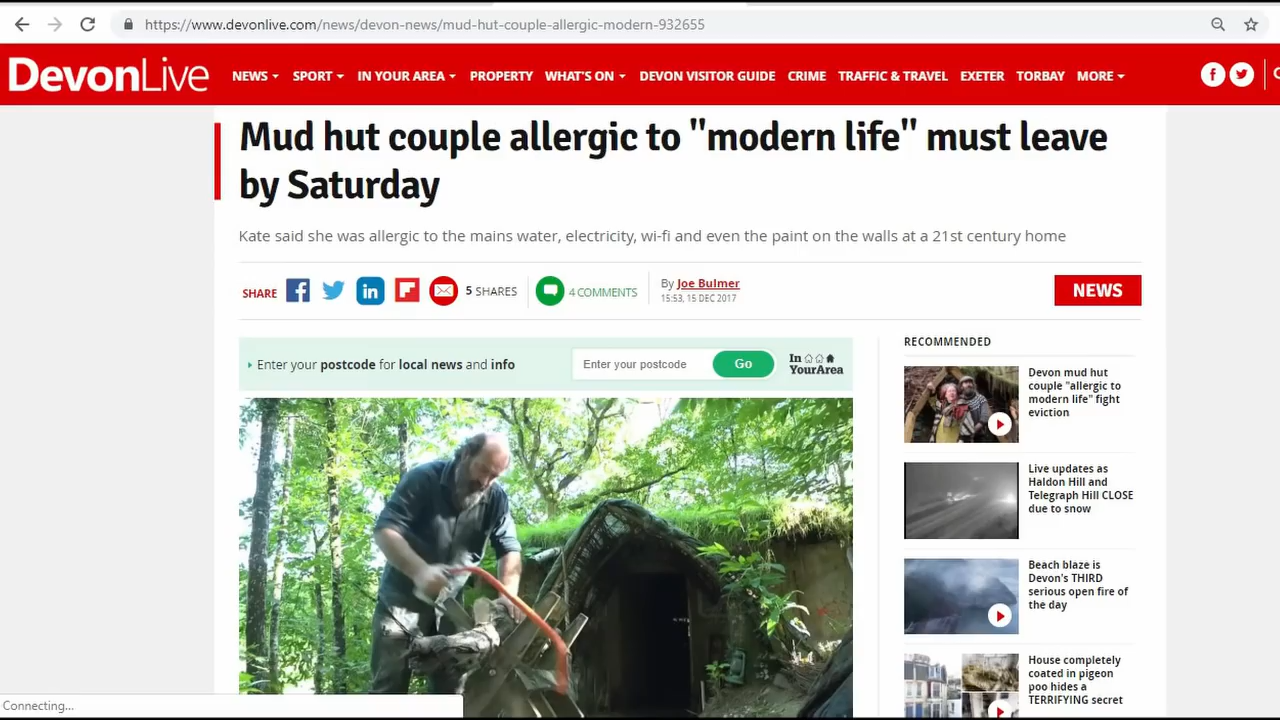 https://www.devonlive.com/news/devon-news/mud-hut-couple-allergic-modern-932655
DevonLive
NEWS SPORT IN YOUR AREA PROPERTY WHAT'S ON DEVON VISITOR GUIDE CRIME TRAFFIC & TRAVEL EXETER TORBAY MORE
Mud hut couple allergic to "modern life" must leave
by Saturday
Kate said she was allergic to the mains water, electricity, wi-fi and even the paint on the walls at a 21st century home
SHARE
5 SHARES
4 COMMENTS
By Joe Bulmer
15:53, 15 DEC 2017
NEWS
Enter your postcode for local news and info
Enter your postcode
Go
In
YourArea
RECOMMENDED
Devon mud hut
couple "allergic to
modern life" fight
eviction
Live updates as
Haldon Hill and
Telegraph Hill CLOSE
due to snow
Beach blaze is
Devon's THIRD
serious open fire of
the day
House completely
coated in pigeon
poo hides a
TERRIFYING secret
Connecting...